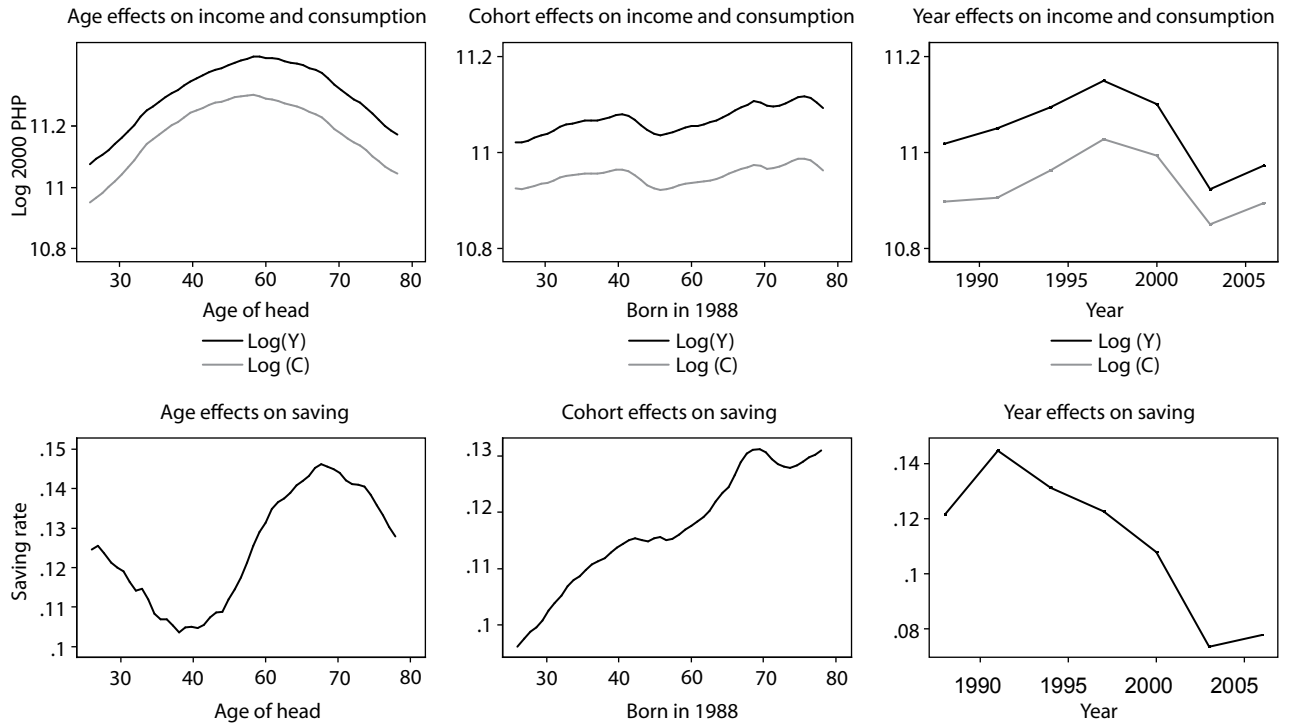 Age effects on income and consumption
Log 2000 PHP
11.2
11
10.8
30 40 50 60 70 80
Age of head
Log(Y)
Log (C)
Cohort effects on income and consumption
11.2
11
10.8
30 40 60 70 80
Born in 1988
Log(Y)
Log (C)
Year effects on income and consumption
11.2
11
10.8
1990 1995 2000 2005
Year
Log (Y)
Log (C)
Age effects on saving
Saving rate
.15
.14
.13
.12
.11
.1
30 40 60 70 80
Age of head
Cohort effects on saving
.13
.12
.11
.1
30 40 60 70 80
Born in 1988
Year effects on saving
.14
.12
.1
.08
1990 1995 2000 2005
Year